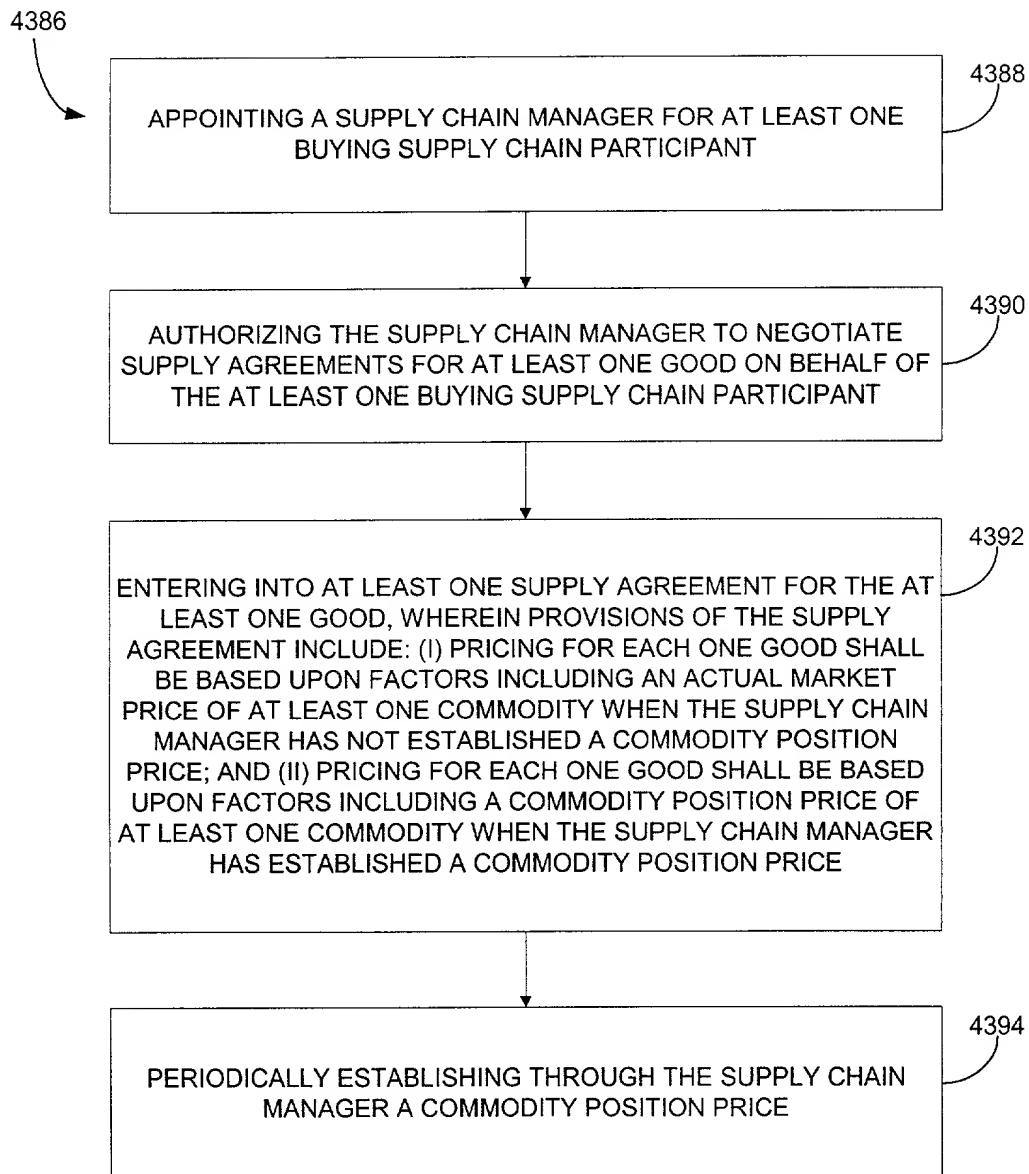 4386
4388
APPOINTING A SUPPLY CHAIN MANAGER FOR AT LEAST ONE
BUYING SUPPLY CHAIN PARTICIPANT
4390
AUTHORIZING THE SUPPLY CHAIN MANAGER TO NEGOTIATE
SUPPLY AGREEMENTS FOR AT LEAST ONE GOOD ON BEHALF OF
THE AT LEAST ONE BUYING SUPPLY CHAIN PARTICIPANT
4392
ENTERING INTO AT LEAST ONE SUPPLY AGREEMENT FOR THE AT
LEAST ONE GOOD, WHEREIN PROVISIONS OF THE SUPPLY
AGREEMENT INCLUDE: (I) PRICING FOR EACH ONE GOOD SHALL
BE BASED UPON FACTORS INCLUDING AN ACTUAL MARKET
PRICE OF AT LEAST ONE COMMODITY WHEN THE SUPPLY CHAIN
MANAGER HAS NOT ESTABLISHED A COMMODITY POSITION
PRICE; AND (II) PRICING FOR EACH ONE GOOD SHALL BE BASED
UPON FACTORS INCLUDING A COMMODITY POSITION PRICE OF
AT LEAST ONE COMMODITY WHEN THE SUPPLY CHAIN MANAGER
HAS ESTABLISHED A COMMODITY POSITION PRICE
4394
PERIODICALLY ESTABLISHING THROUGH THE SUPPLY CHAIN
MANAGER A COMMODITY POSITION PRICE